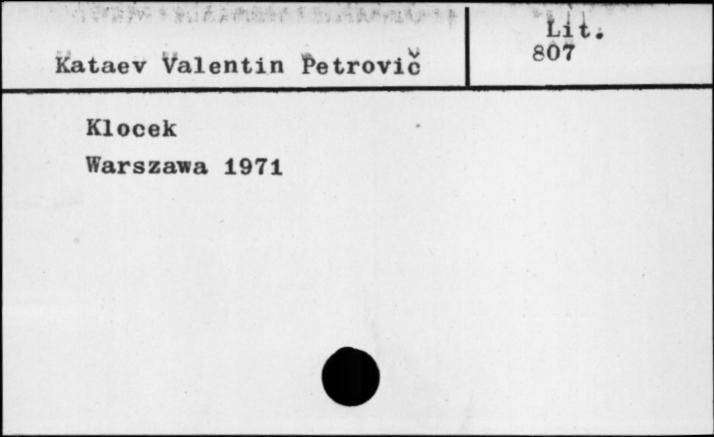 Kataev Valentin Petrovič
Lit.
807
Klocek
Warszawa 1971